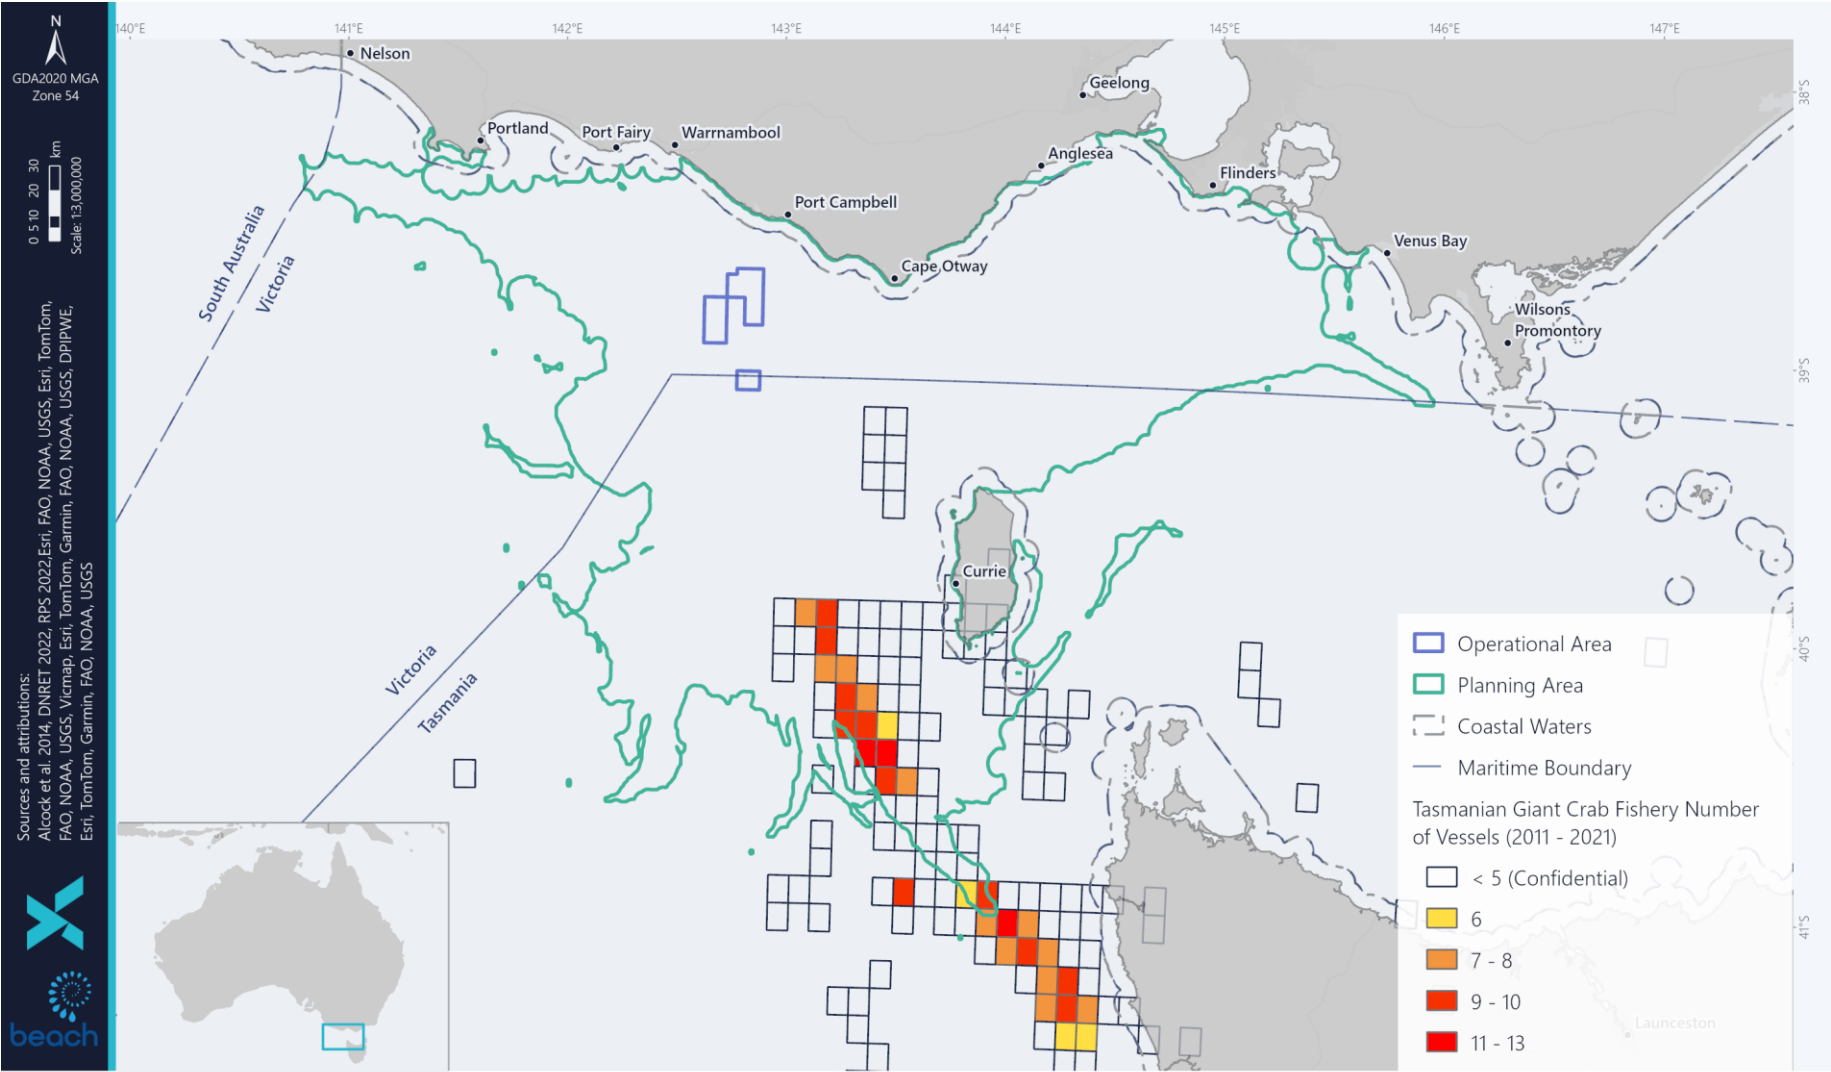 140°E 141°E 142°E 143°E 144°E 145°E 146°E 147°E
N
GDA2020 MGA
Zone 54
0 5 10 20 30 km
Scale: 1:3,000,000
Sources and attributions:
Alcock et al. 2014, DNRET 2022, RPS 2022,Esri, FAO, NOAA, USGS, Esri, TomTom,
FAO, NOAA, USGS, Vicmap, Esri, TomTom, Garmin, FAO, NOAA, USGS, DPIPWE,
Esri, TomTom, Garmin, FAO, NOAA, USGS
beach
38°S
39°S
40°S
41°S
Nelson
Geelong
Portland
Port Fairy
Warrnambool
Anglesea
Flinders
Port Campbell
Venus Bay
Cape Otway
Wilsons
Promontory
South Australia
Victoria
Currie
Victoria
Tasmania
Operational Area
Planning Area
Coastal Waters
Maritime Boundary
Tasmanian Giant Crab Fishery Number
of Vessels (2011 - 2021)
< 5 (Confidential)
6
7 - 8
9 - 10
11 - 13
Launceston